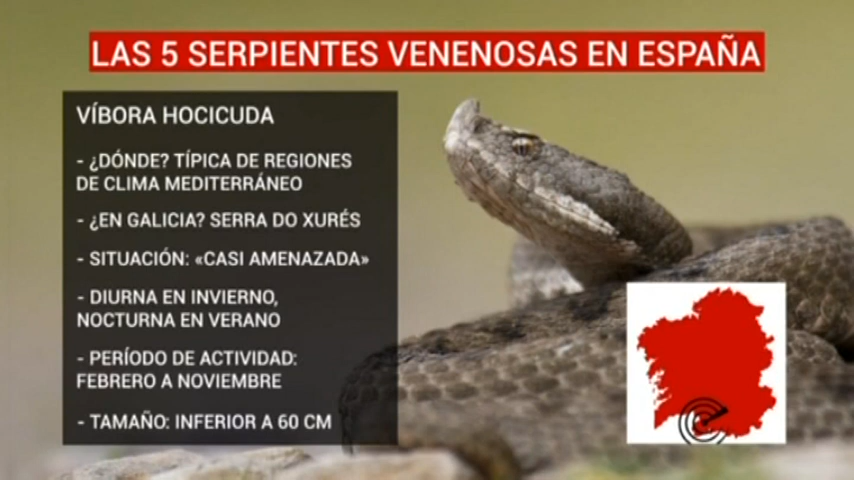 LAS 5 SERPIENTES VENENOSAS EN ESPAÑA
VÍBORA HOCICUDA
- ¿DÓNDE? TÍPICA DE REGIONES
DE CLIMA MEDITERRÁNEO
- ¿EN GALICIA? SERRA DO XURÉS
- SITUACIÓN: «CASI AMENAZADA»
- DIURNA EN INVIERNO,
NOCTURNA EN VERANO
- PERÍODO DE ACTIVIDAD:
FEBRERO A NOVIEMBRE
- TAMAÑO: INFERIOR A 60 CM